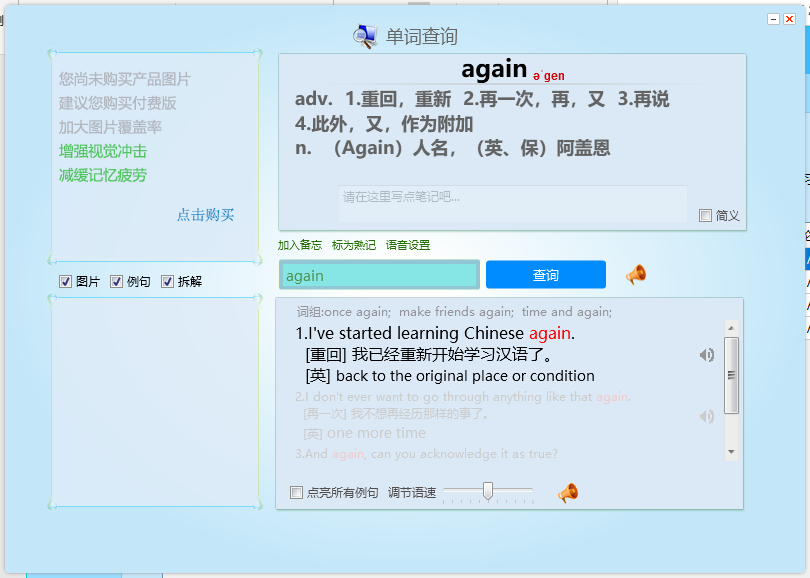 单词查询
您尚未购买产品图片
建议您购买付费版
加大图片覆盖率
增强视觉冲击
减缓记忆疲劳
点击购买
again ə'gen
adv. 1.重回，重新 2.再一次，再，又 3.再说
4.此外，又，作为附加
n. （Again）人名，（英、保）阿盖恩
请在这里写点笔记吧...
简义
加入备忘 标为熟记 语音设置
图片 例句 拆解
again
查询
词组:once again; make friends again; time and again;
1.I've started learning Chinese again.
[重回] 我已经重新开始学习汉语了。
[英] back to the original place or condition
2.I don't ever want to go through anything like that again.
[再一次] 我不想再经历那样的事了。
[英] one more time
3.And again, can you acknowledge it as true?
点亮所有例句 调节语速